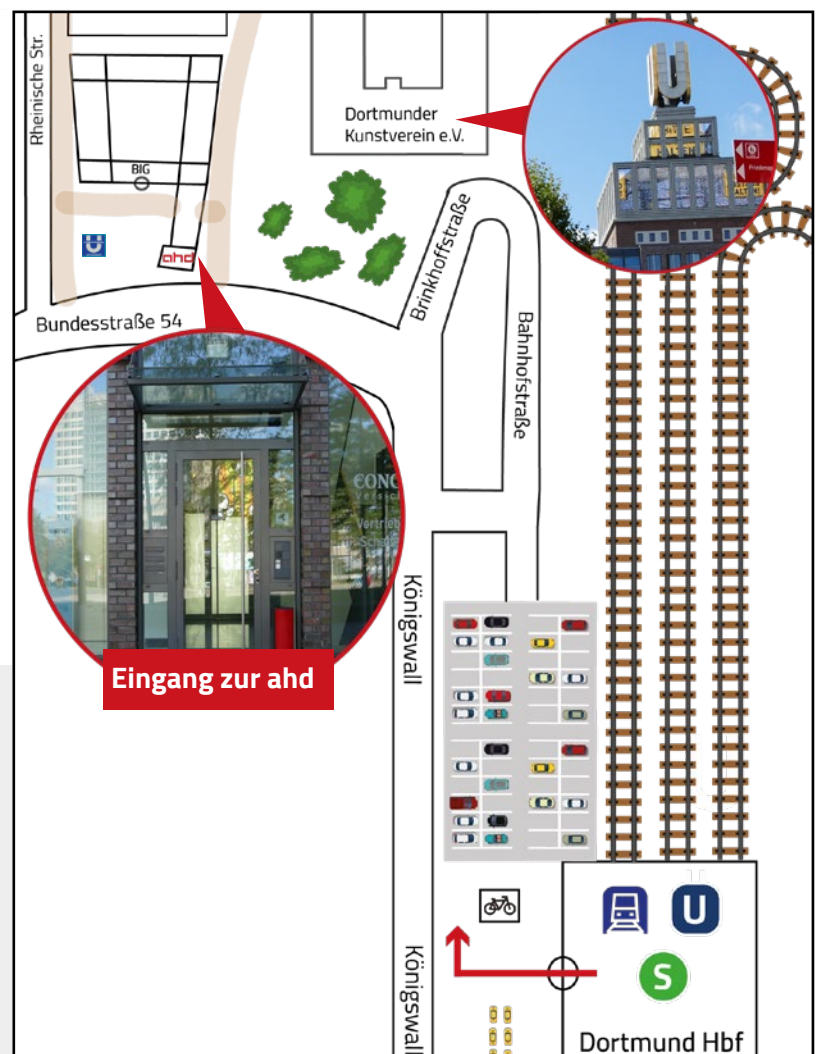 Rheinische Str.
BIG
U
ahd
Dortmunder
Kunstverein e.V.
U
Bundesstraße 54
Brinkhoffstraße
Bahnhofstraße
Eingang zur ahd
Königswall
U
S
Königswall
Dortmund Hbf